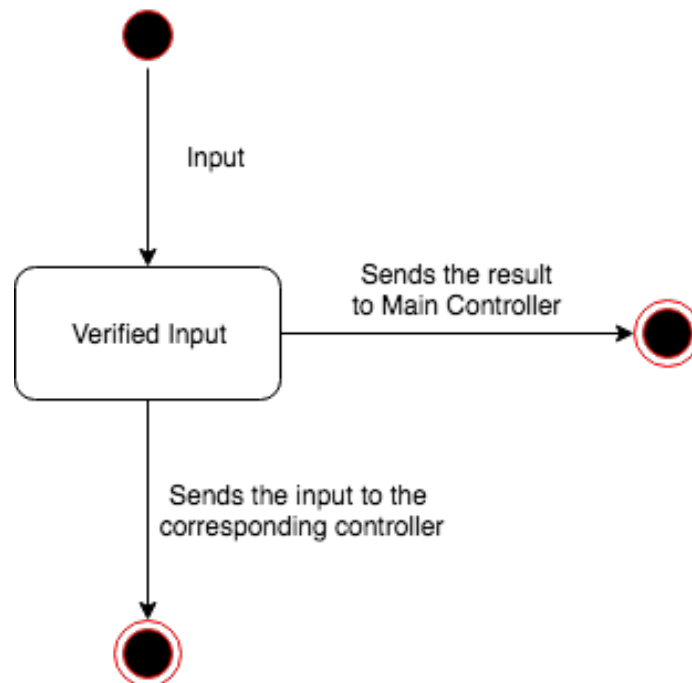 Input
Sends the result
to Main Controller
Verified Input
Sends the input to the
corresponding controller